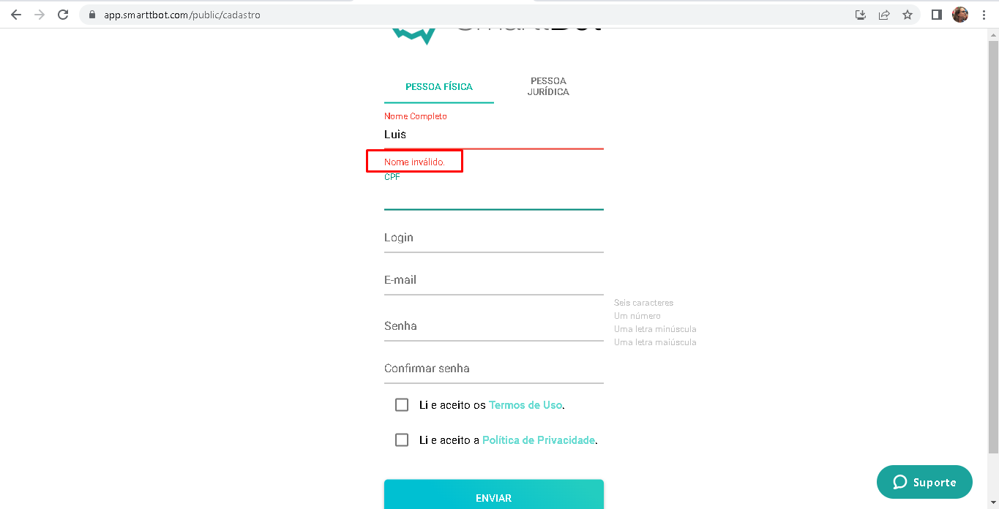 app.smarttbot.com/public/cadastro
SmarttBot
PESSOA FÍSICA
PESSOA
JURÍDICA
Nome Completo
Luis
Nome inválido.
CPF
Login
E-mail
Seis caracteres
Um número
Uma letra minúscula
Uma letra maiúscula
Senha
Confirmar senha
Li e aceito os Termos de Uso.
Li e aceito a Política de Privacidade.
Suporte
ENVIAR